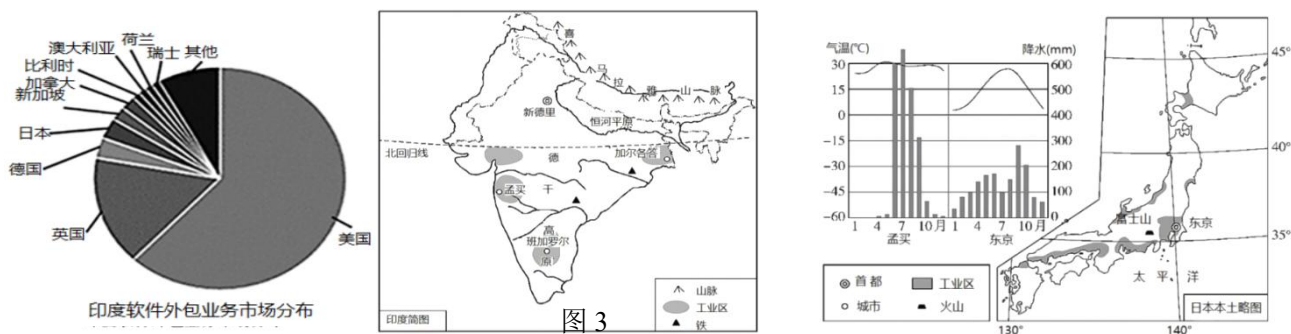 澳大利亚
荷兰
瑞士
其他
比利时
加拿大
新加坡
日本
德国
英国
美国
印度软件外包业务市场分布
喜
马
拉
雅
山
脉
新德里
恒河平原
北回归线
德
加尔各答
孟买
干
高
班加罗尔
原
山脉
工业区
铁
印度简图
图 3
气温(℃)
降水(mm)
30
15
0
-15
-30
-45
-60
600
500
400
300
200
100
0
1 4 7 10月
孟买
1 4 7 10月
东京
首都
工业区
城市
火山
45°
40°
35°
富士山
东京
太平洋
日本本土略图
130°
140°